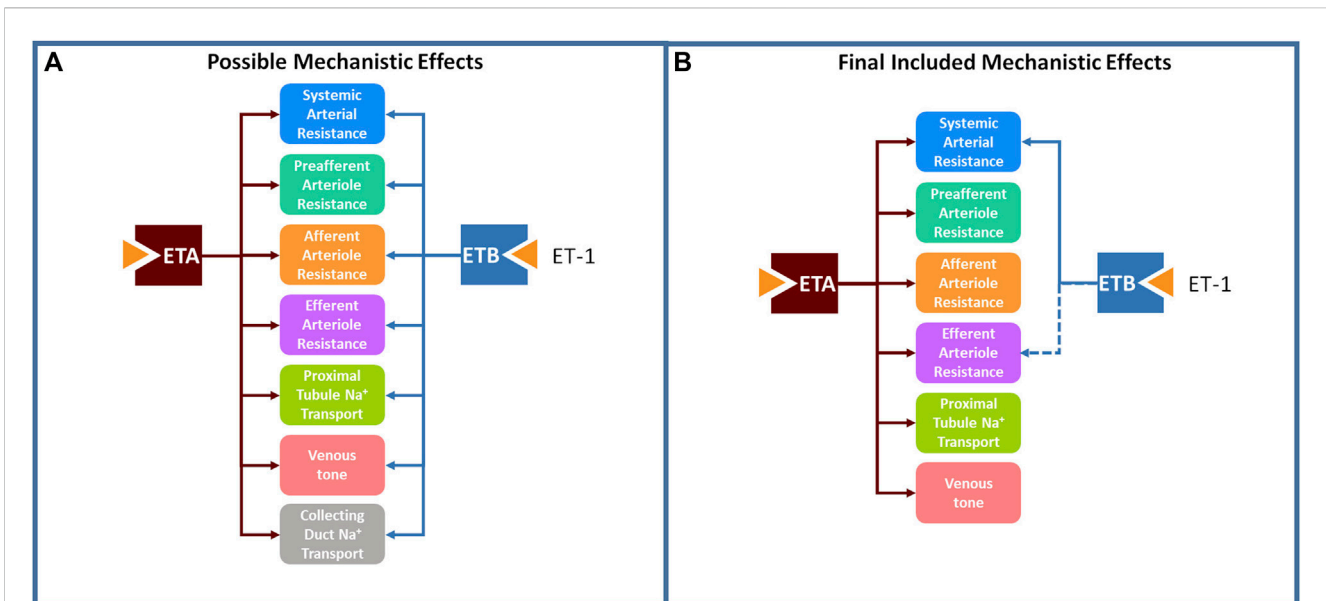 A
Possible Mechanistic Effects
Systemic
Arterial
Resistance
Preafferent
Arteriole
Resistance
Afferent
Arteriole
Resistance
Efferent
Arteriole
Resistance
Proximal
Tubule Na⁺
Transport
Venous
tone
Collecting
Duct Na⁺
Transport
ETA
ETB
ET-1
B
Final Included Mechanistic Effects
Systemic
Arterial
Resistance
Preafferent
Arteriole
Resistance
Afferent
Arteriole
Resistance
Efferent
Arteriole
Resistance
Proximal
Tubule Na⁺
Transport
Venous
tone
ETA
ETB
ET-1